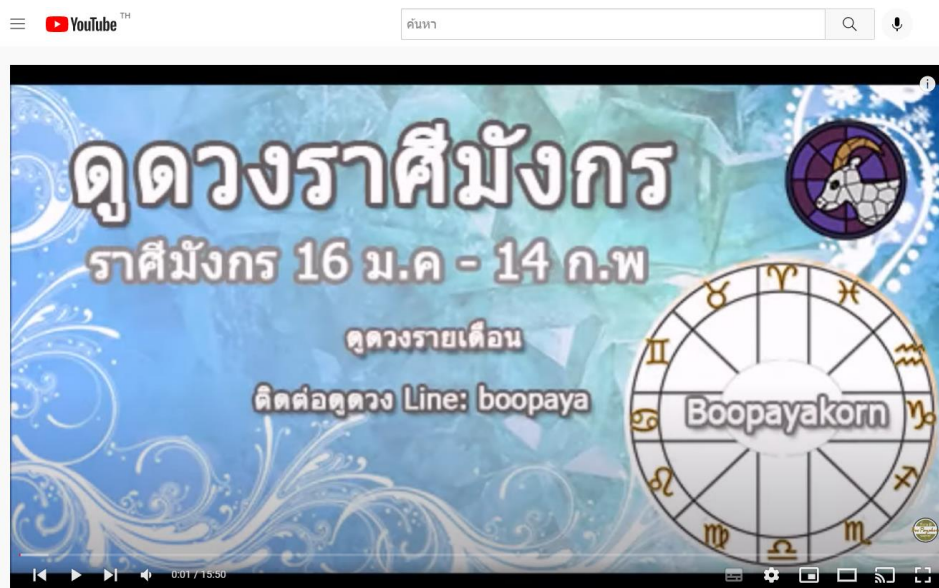 YouTube TH
ค้นหา
ดูดวงราศีมังกร
ราศีมังกร 16 ม.ค - 14 ก.พ
ดูดวงรายเดือน
ติดต่อดูดวง Line: boopaya
Boopayakorn
0:01 / 15:50